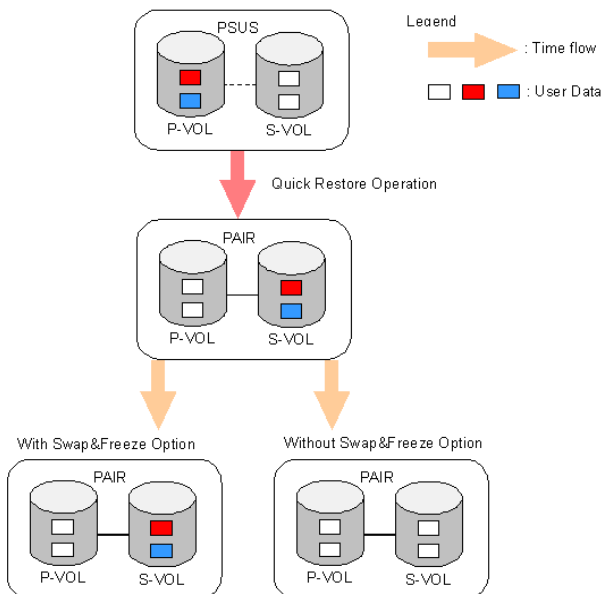 PSUS
P-VOL
S-VOL
Legend
: Time flow
: User Data
Quick Restore Operation
PAIR
P-VOL
S-VOL
With Swap&Freeze Option
PAIR
P-VOL
S-VOL
Without Swap&Freeze Option
PAIR
P-VOL
S-VOL